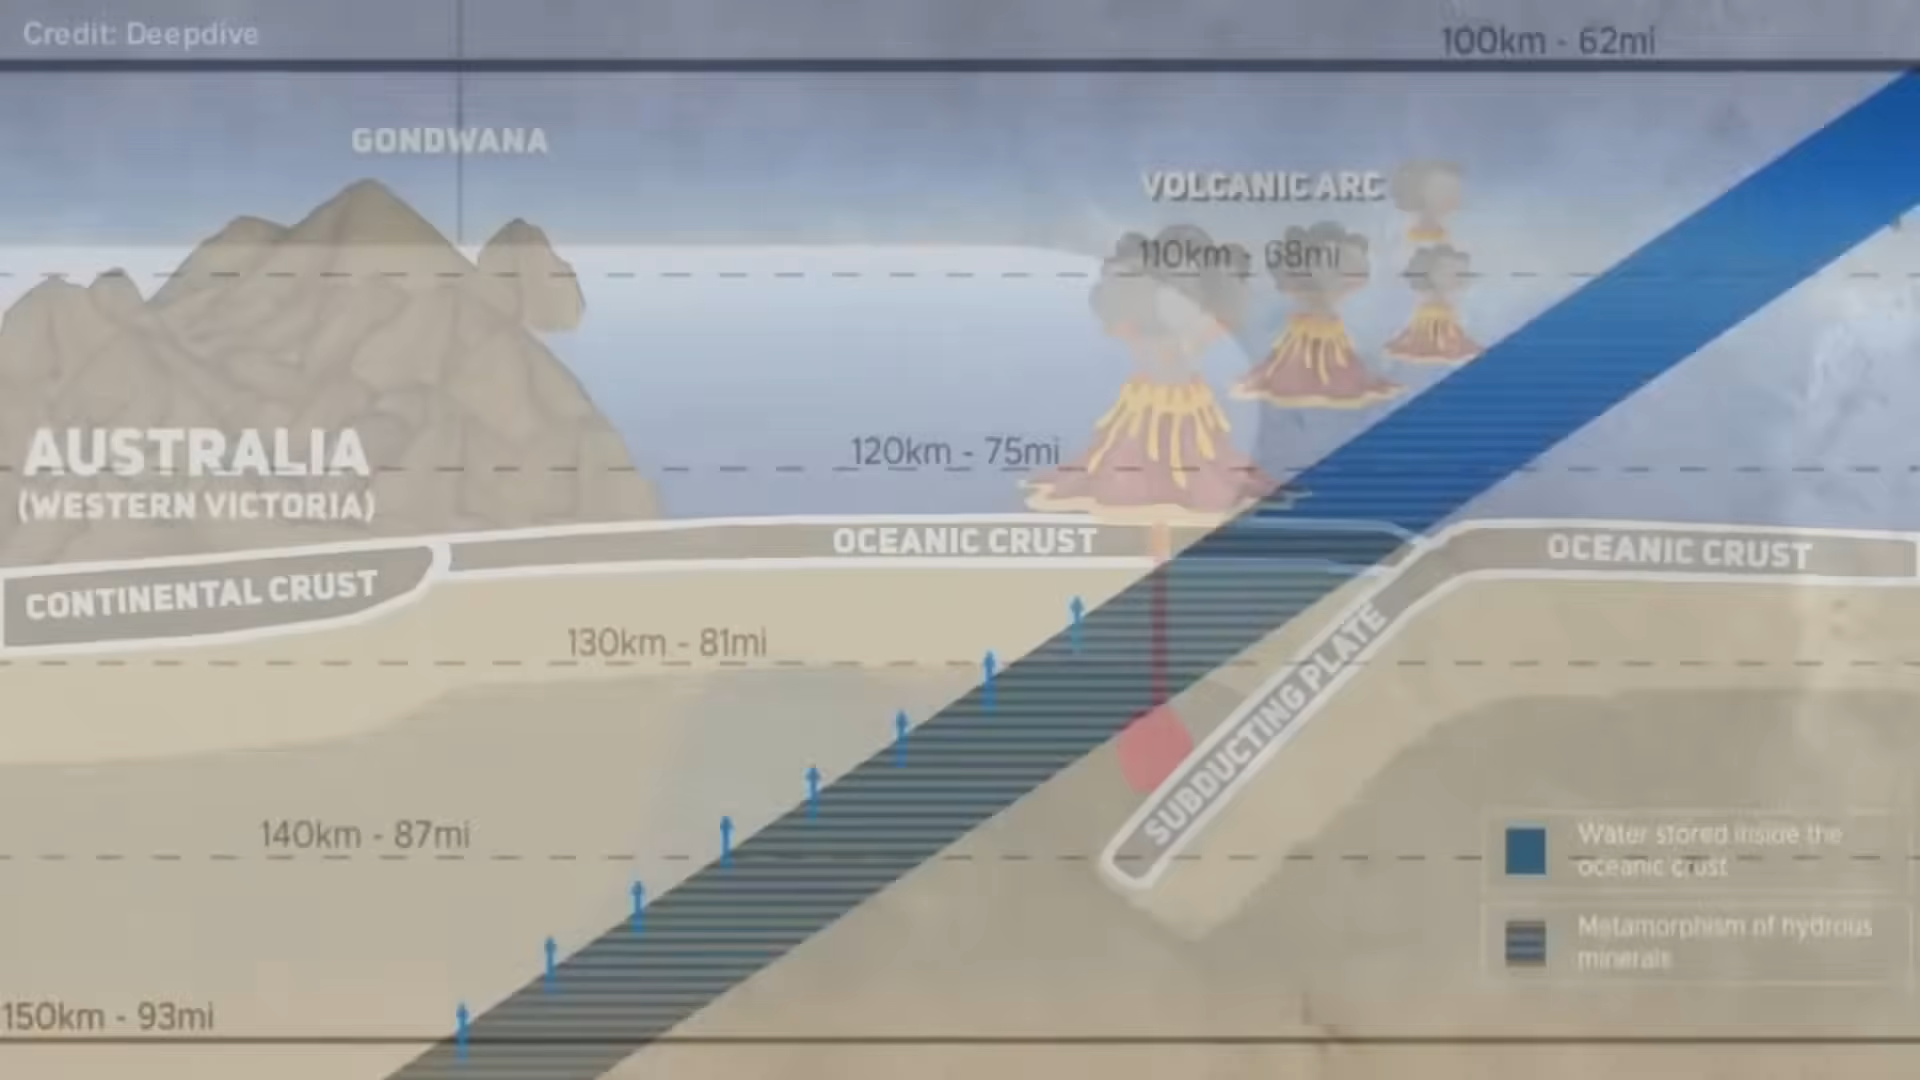 Credit: Deepdive
100km - 62mi
GONDWANA
VOLCANIC ARC
110km - 68mi
AUSTRALIA
(WESTERN VICTORIA)
120km - 75mi
OCEANIC CRUST
OCEANIC CRUST
CONTINENTAL CRUST
130km - 81mi
SUBDUCTING PLATE
140km - 87mi
Water stored inside the
oceanic crust
Metamorphism of hydrous
minerals
150km - 93mi